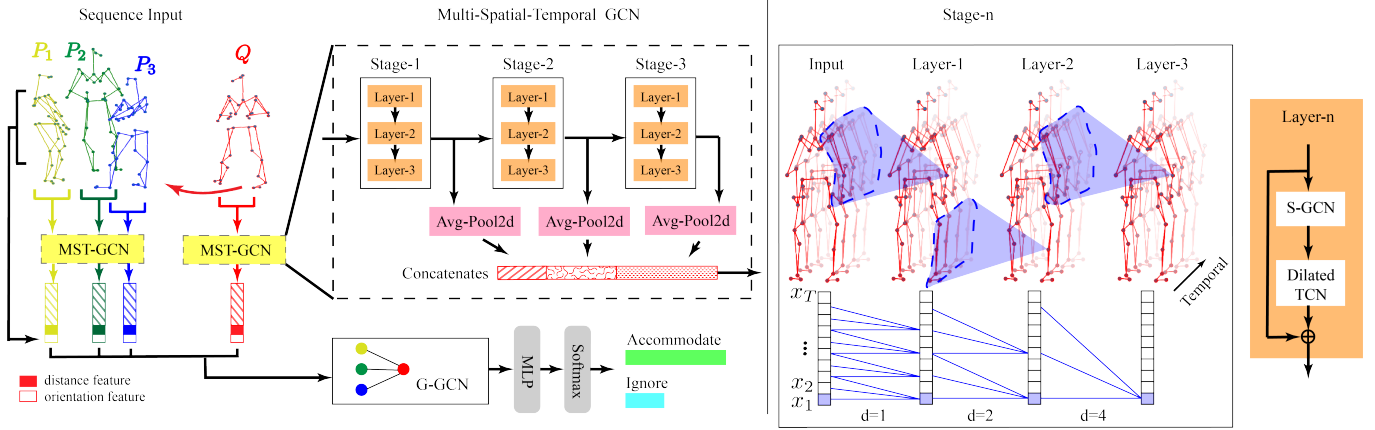 Sequence Input
P1
P2
P3
Q
MST-GCN
MST-GCN
distance feature
orientation feature
Multi-Spatial-Temporal GCN
Stage-1
Stage-2
Stage-3
Layer-1
Layer-2
Layer-3
Layer-1
Layer-2
Layer-3
Layer-1
Layer-2
Layer-3
Avg-Pool2d
Avg-Pool2d
Avg-Pool2d
Concatenates
G-GCN
MLP
Softmax
Accommodate
Ignore
Stage-n
Input
Layer-1
Layer-2
Layer-3
Temporal
xT
...
x2
x1
d=1
d=2
d=4
Layer-n
S-GCN
Dilated
TCN